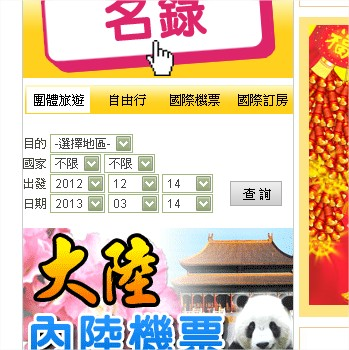 名錄
團體旅遊 自由行 國際機票 國際訂房
目的 -選擇地區-
國家 不限 不限
出發 2012 12 14
日期 2013 03 14
查詢
大陸
內陸機票